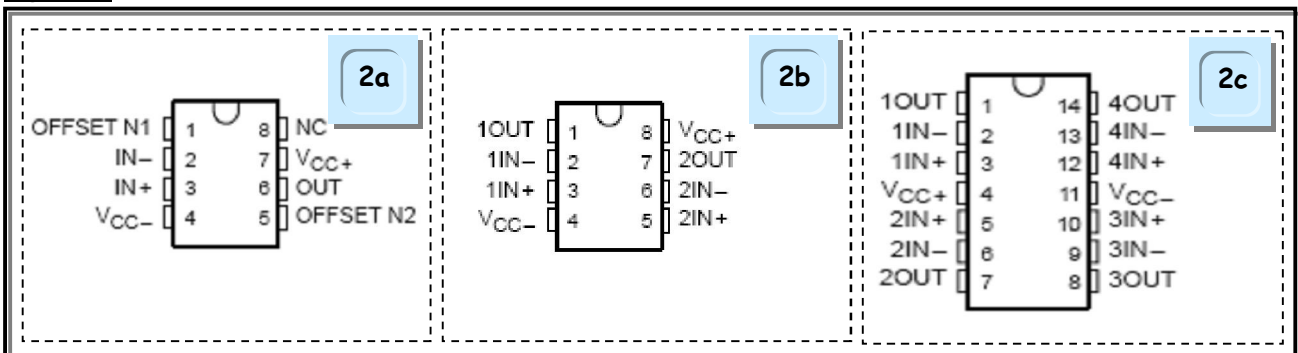 2a
OFFSET N1 1 8 NC
IN− 2 7 VCC+
IN+ 3 6 OUT
VCC− 4 5 OFFSET N2
2b
1OUT 1 8 VCC+
1IN− 2 7 2OUT
1IN+ 3 6 2IN−
VCC− 4 5 2IN+
2c
1OUT 1 14 4OUT
1IN− 2 13 4IN−
1IN+ 3 12 4IN+
VCC+ 4 11 VCC−
2IN+ 5 10 3IN+
2IN− 6 9 3IN−
2OUT 7 8 3OUT